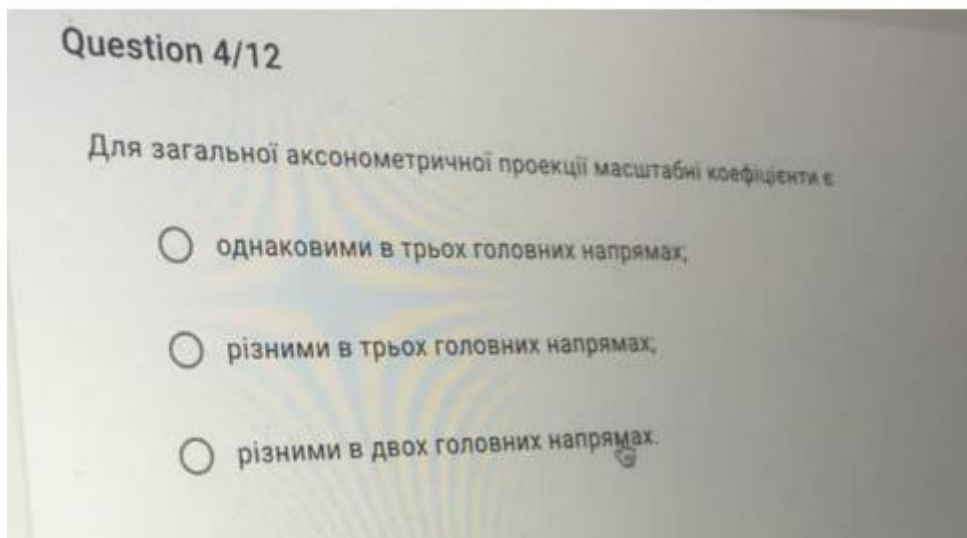 Question 4/12
Для загальної аксонометричної проекції масштабні коефіцієнти є
однаковими в трьох головних напрямах;
різними в трьох головних напрямах;
різними в двох головних напрямах.